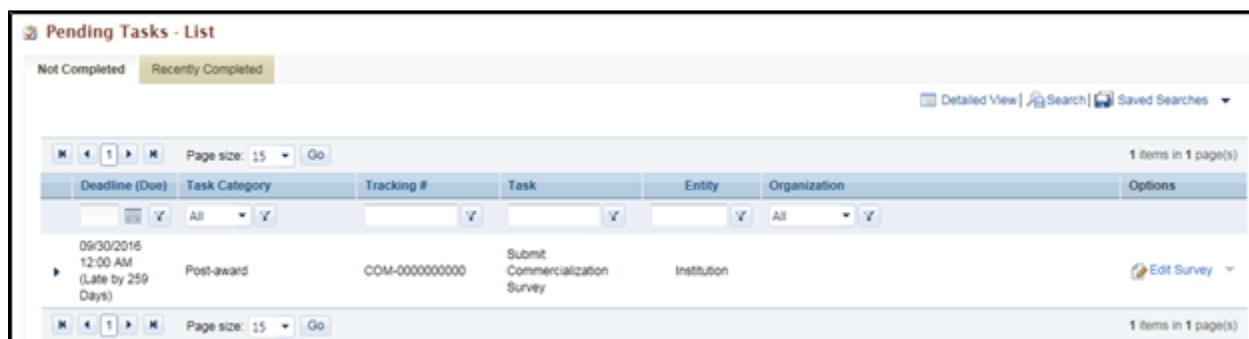 Pending Tasks - List
Not Completed Recently Completed
Detailed View | Search | Saved Searches
1 Page size: 15 Go 1 items in 1 page(s)
Deadline (Due) Task Category Tracking # Task Entity Organization Options
All All
09/30/2016
12:00 AM
(Late by 259
Days)
Post-award
COM-0000000000
Submit
Commercialization
Survey
Institution
Edit Survey
1 Page size: 15 Go 1 items in 1 page(s)